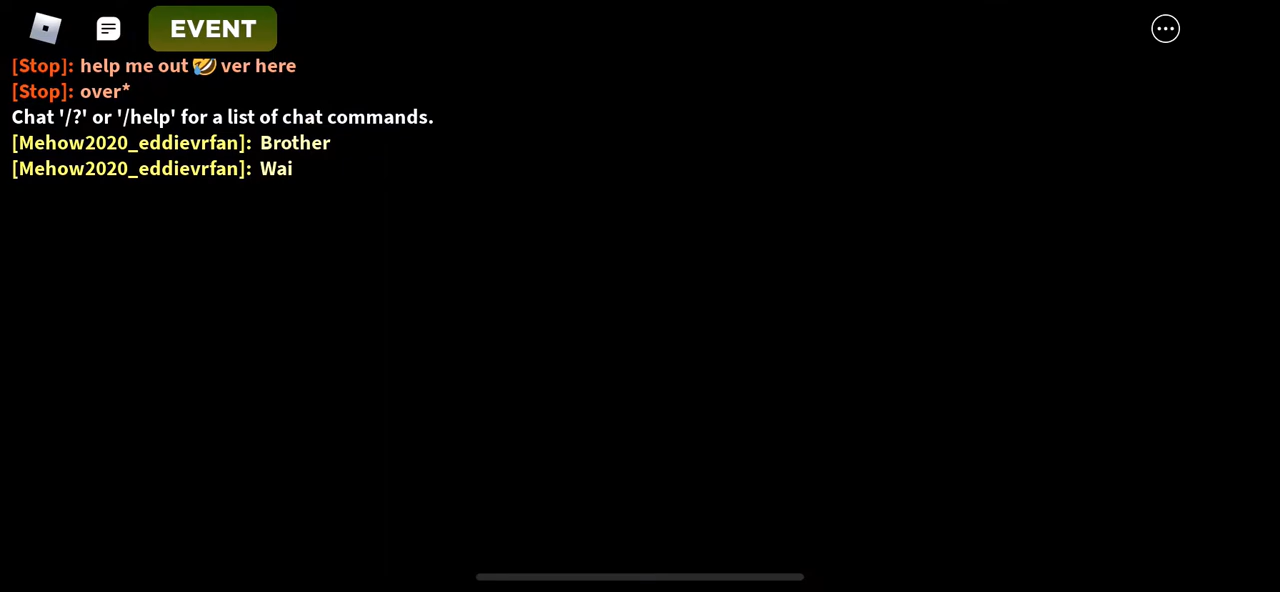 EVENT
[Stop]: help me out 🤣 ver here
[Stop]: over*
Chat '/?' or '/help' for a list of chat commands.
[Mehow2020_eddievrfan]: Brother
[Mehow2020_eddievrfan]: Wai